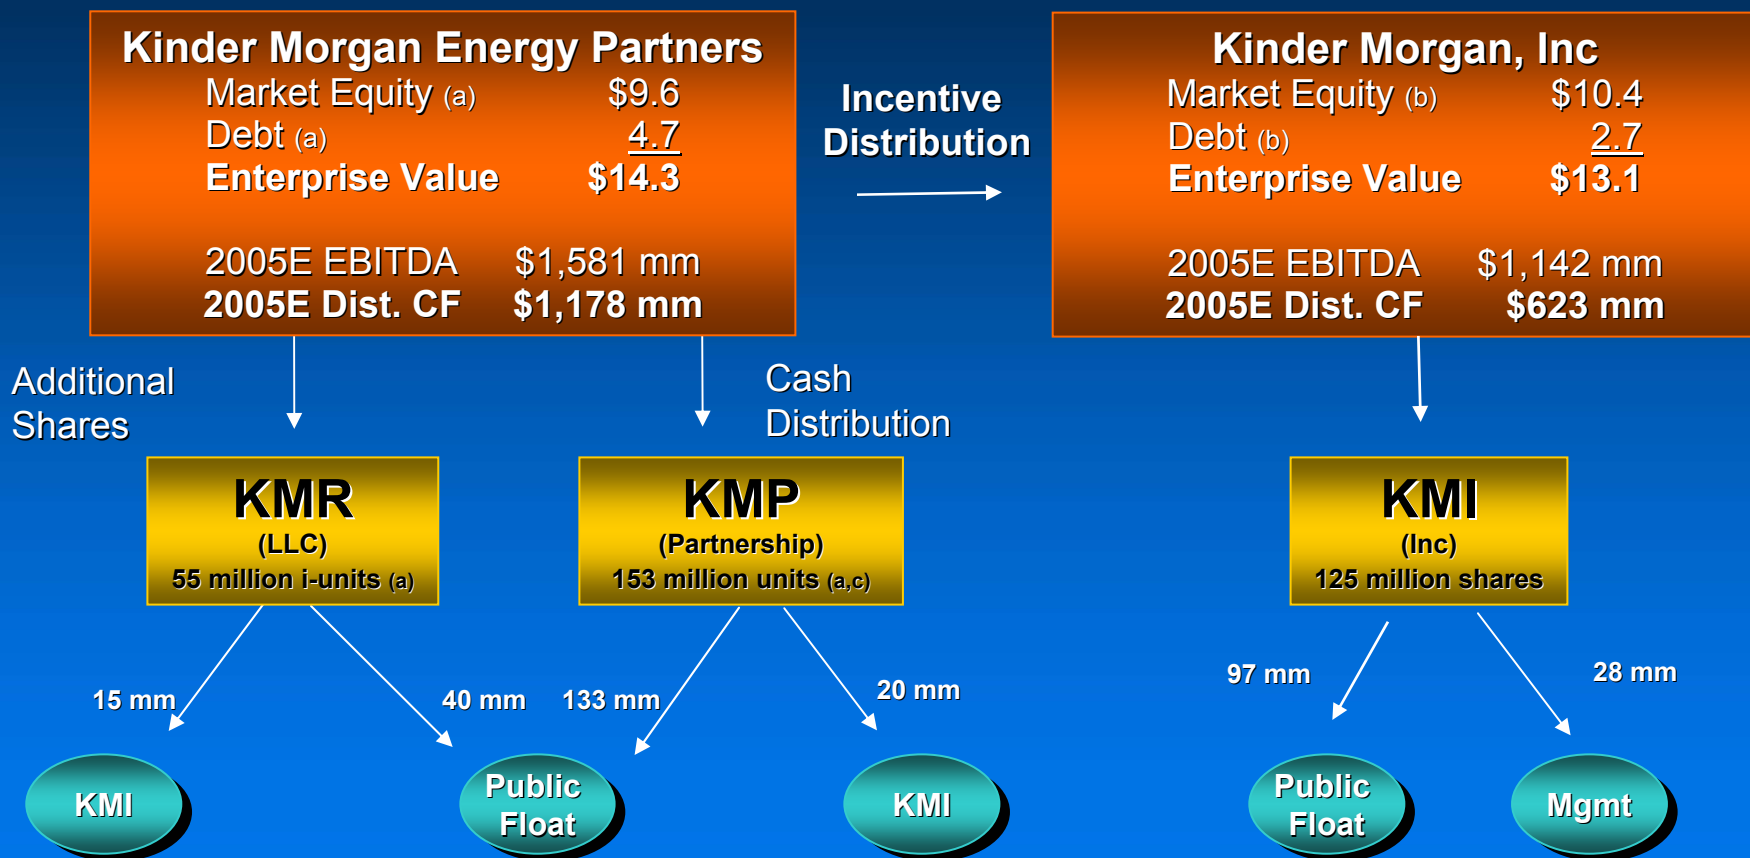 Kinder Morgan Energy Partners
Market Equity (a) $9.6
Debt (a) 4.7
Enterprise Value $14.3
2005E EBITDA $1,581 mm
2005E Dist. CF $1,178 mm
Incentive
Distribution
Kinder Morgan, Inc
Market Equity (b) $10.4
Debt (b) 2.7
Enterprise Value $13.1
2005E EBITDA $1,142 mm
2005E Dist. CF $623 mm
Additional
Shares
Cash
Distribution
KMR
(LLC)
55 million i-units (a)
KMP
(Partnership)
153 million units (a,c)
KMI
(Inc)
125 million shares
15 mm
40 mm
133 mm
20 mm
97 mm
28 mm
KMI
Public
Float
KMI
Public
Float
Mgmt